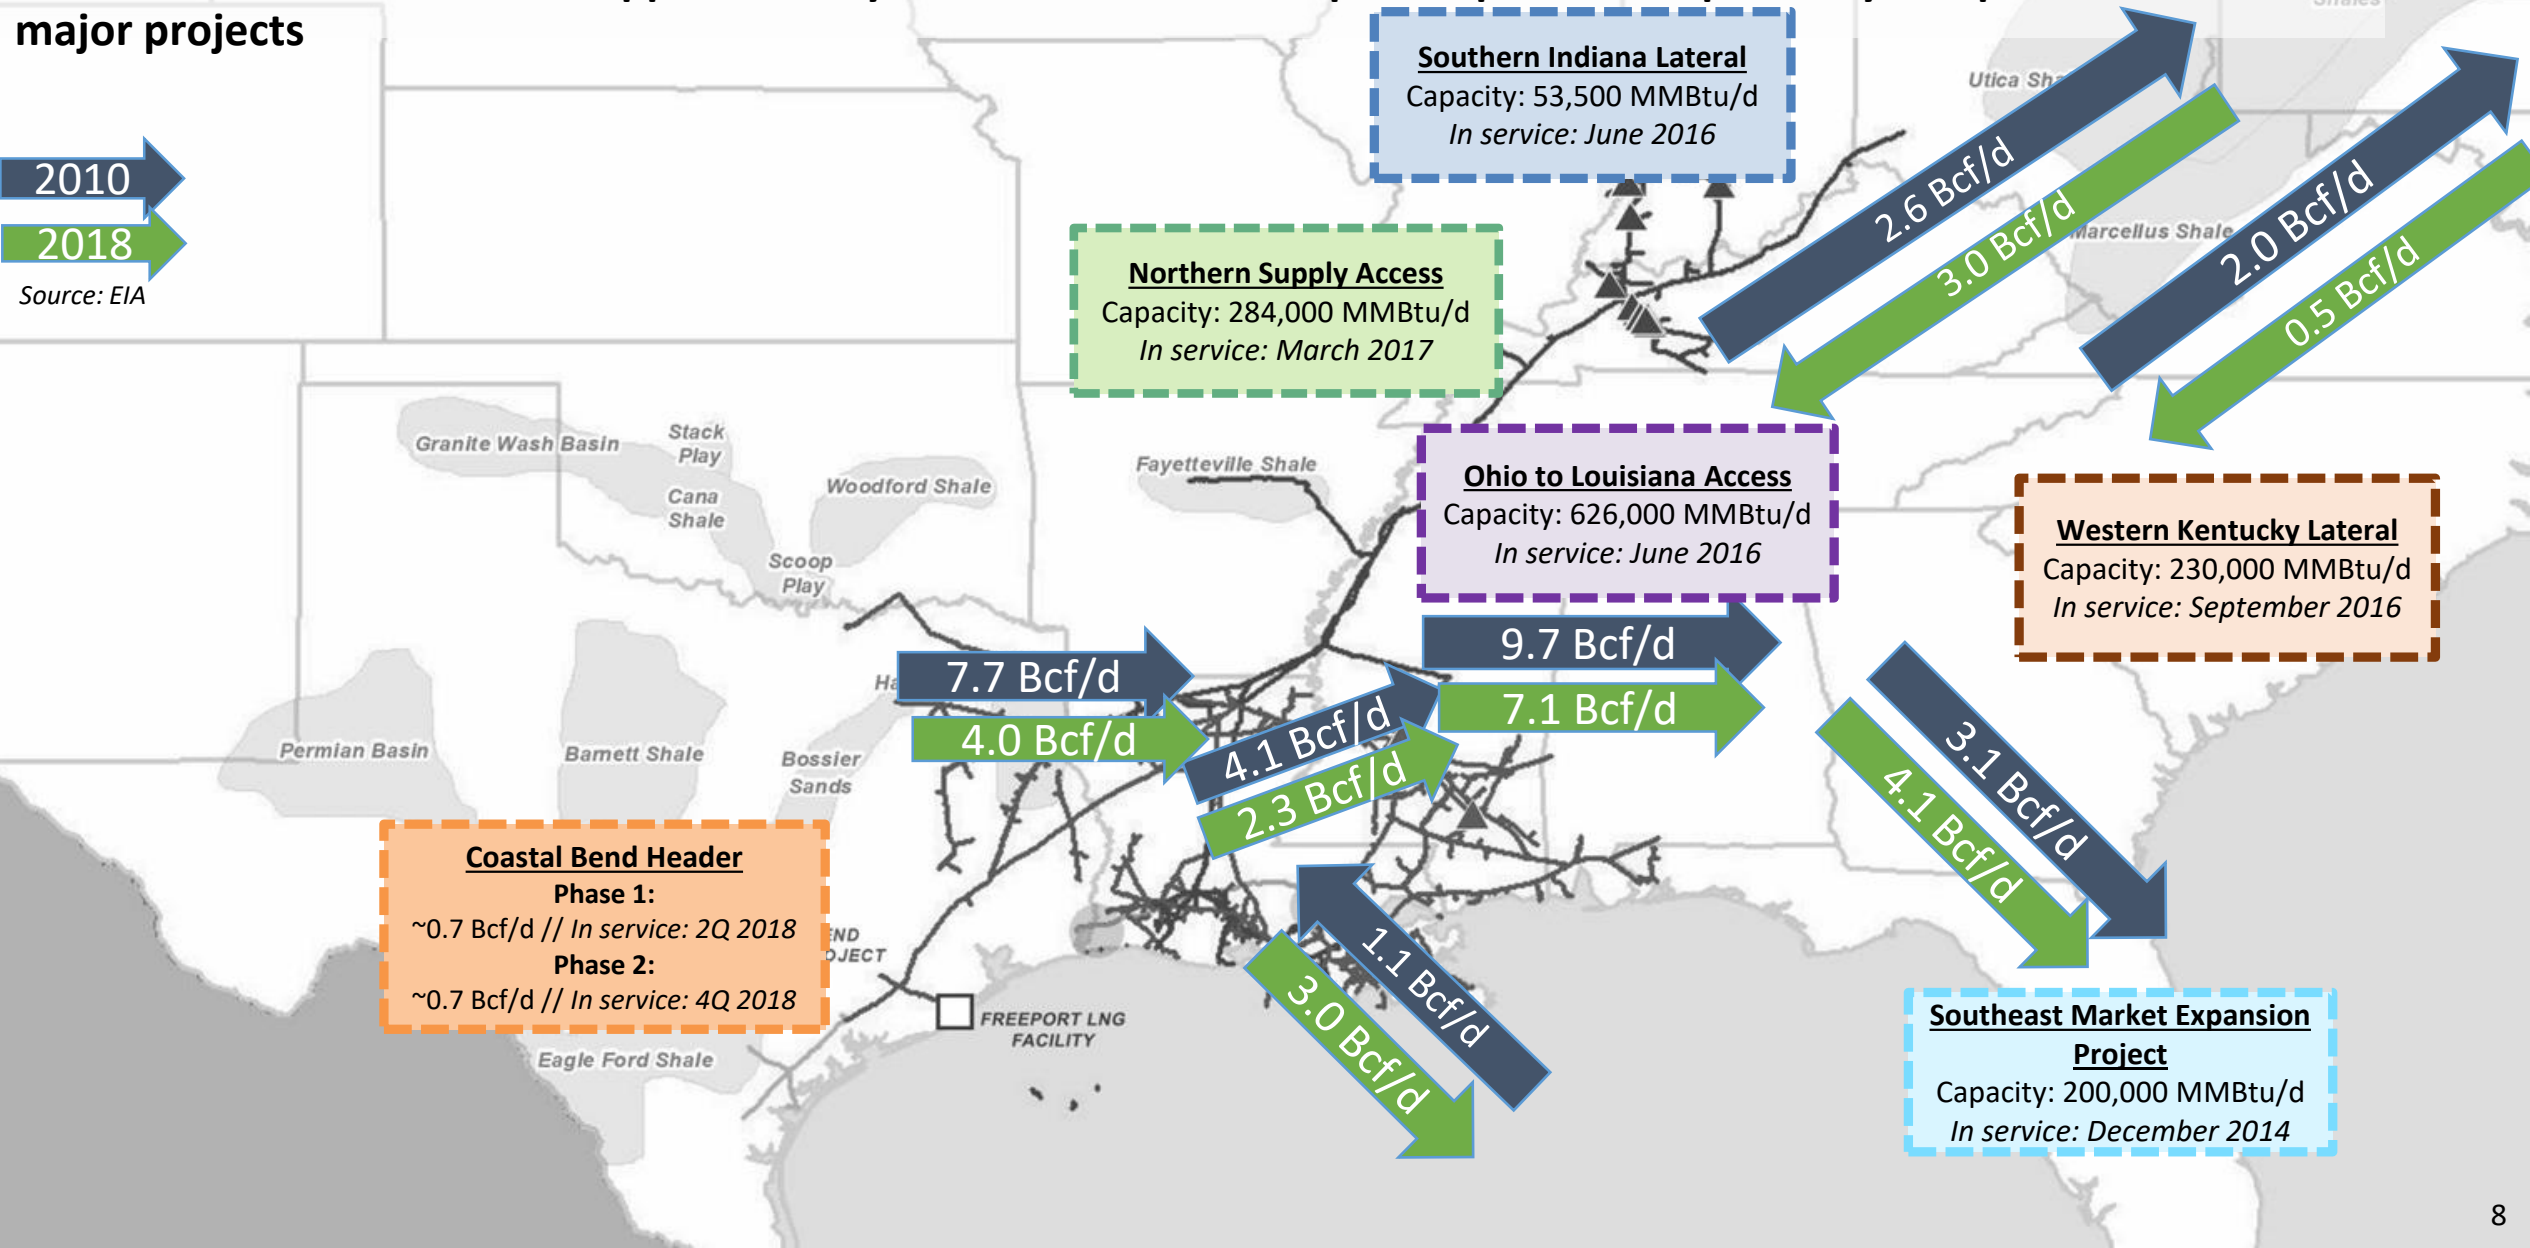 major projects
2010
2018
Source: EIA
Southern Indiana Lateral
Capacity: 53,500 MMBtu/d
In service: June 2016
Northern Supply Access
Capacity: 284,000 MMBtu/d
In service: March 2017
Utica
Marcellus Shale
2.6 Bcf/d
3.0 Bcf/d
2.0 Bcf/d
0.5 Bcf/d
Granite Wash Basin
Stack
Play
Cana
Shale
Woodford Shale
Scoop
Play
Fayetteville Shale
Ohio to Louisiana Access
Capacity: 626,000 MMBtu/d
In service: June 2016
Western Kentucky Lateral
Capacity: 230,000 MMBtu/d
In service: September 2016
7.7 Bcf/d
4.0 Bcf/d
4.1 Bcf/d
2.3 Bcf/d
9.7 Bcf/d
7.1 Bcf/d
3.1 Bcf/d
4.1 Bcf/d
Permian Basin
Barnett Shale
Bossier
Sands
Coastal Bend Header
Phase 1:
~0.7 Bcf/d // In service: 2Q 2018
Phase 2:
~0.7 Bcf/d // In service: 4Q 2018
1.1 Bcf/d
3.0 Bcf/d
FREEPORT LNG
FACILITY
Eagle Ford Shale
Southeast Market Expansion
Project
Capacity: 200,000 MMBtu/d
In service: December 2014
8